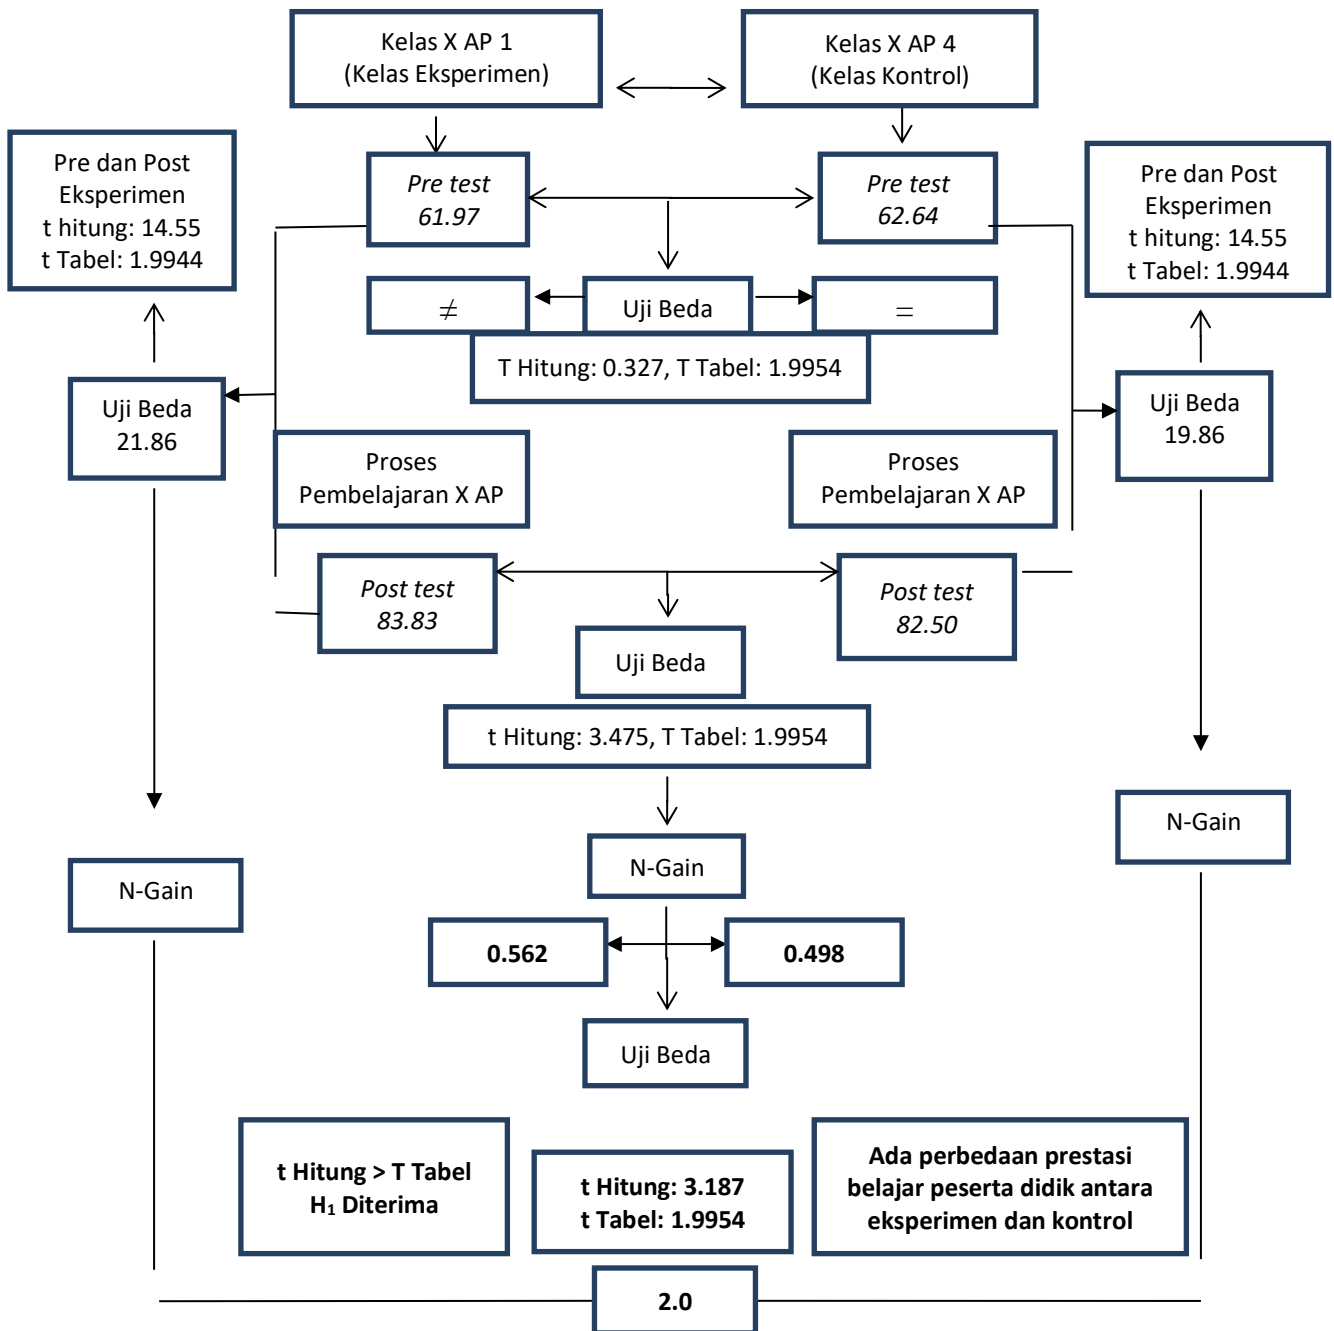 Kelas X AP 1
(Kelas Eksperimen)
Kelas X AP 4
(Kelas Kontrol)
Pre dan Post
Eksperimen
t hitung: 14.55
t Tabel: 1.9944
Pre test
61.97
Pre test
62.64
Pre dan Post
Eksperimen
t hitung: 14.55
t Tabel: 1.9944
≠
Uji Beda
=
T Hitung: 0.327, T Tabel: 1.9954
Uji Beda
21.86
Uji Beda
19.86
Proses
Pembelajaran X AP
Proses
Pembelajaran X AP
Post test
83.83
Post test
82.50
Uji Beda
t Hitung: 3.475, T Tabel: 1.9954
N-Gain
N-Gain
N-Gain
0.562
0.498
Uji Beda
t Hitung > T Tabel
H₁ Diterima
t Hitung: 3.187
t Tabel: 1.9954
Ada perbedaan prestasi
belajar peserta didik antara
eksperimen dan kontrol
2.0